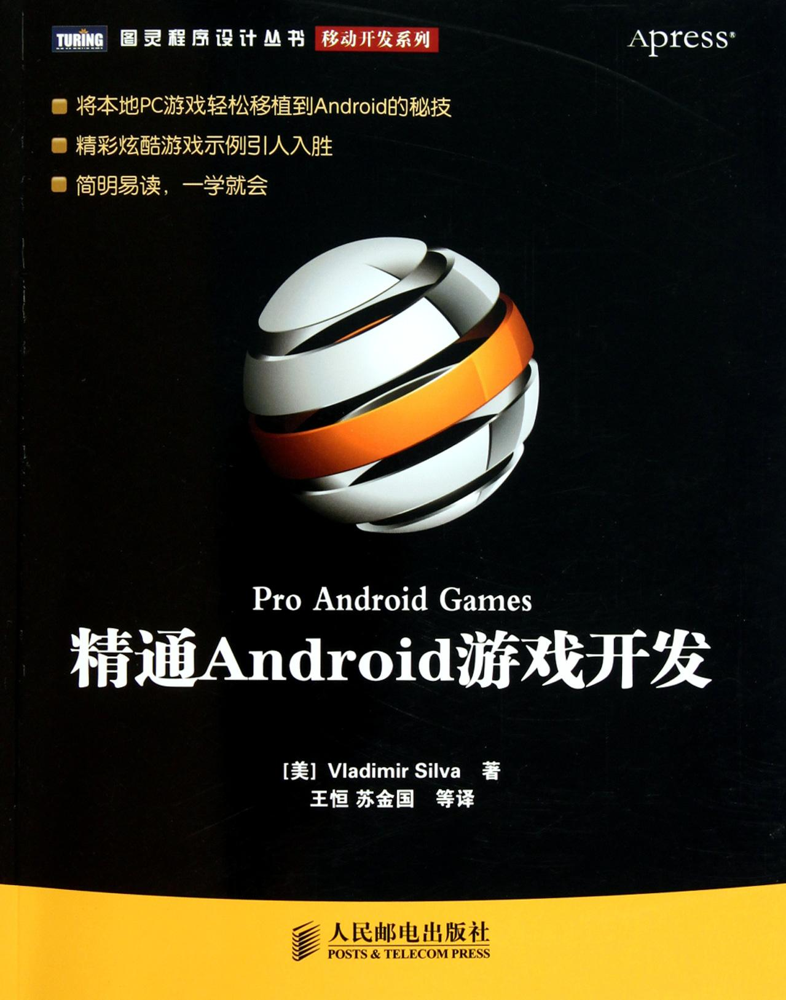 TURING 图灵程序设计丛书 移动开发系列 Apress®
将本地PC游戏轻松移植到Android的秘技
精彩炫酷游戏示例引人入胜
简明易读，一学就会
Pro Android Games
精通Android游戏开发
[美] Vladimir Silva 著
王恒 苏金国 等译
人民邮电出版社
POSTS & TELECOM PRESS